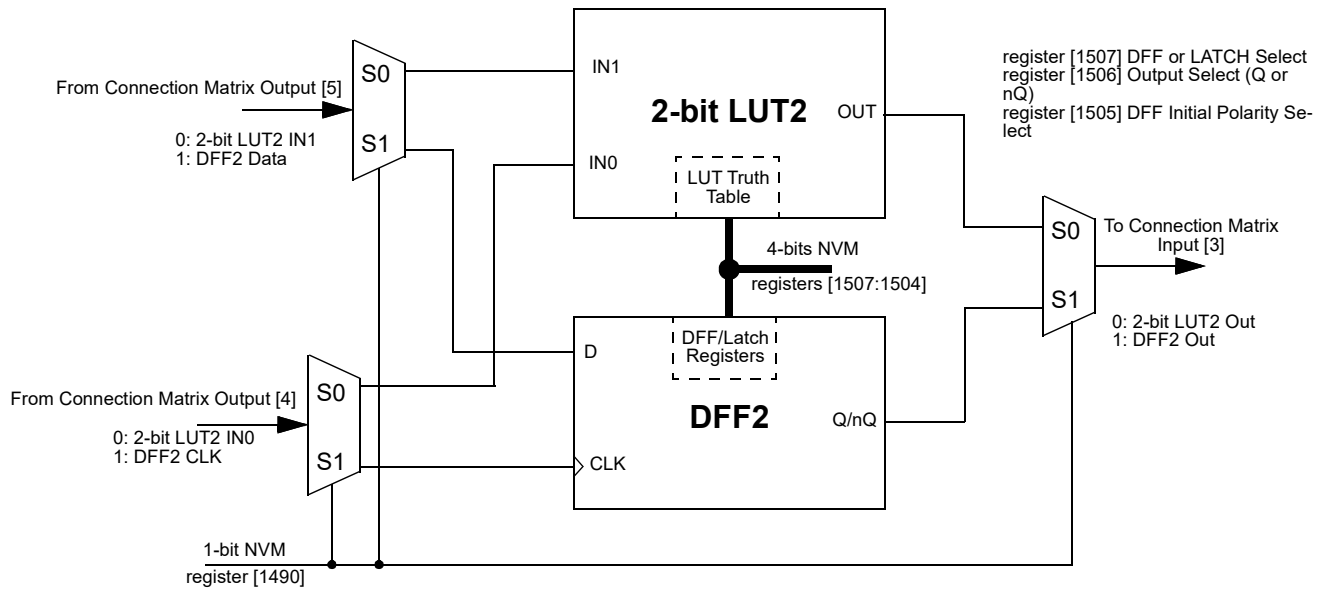 From Connection Matrix Output [5]
0: 2-bit LUT2 IN1
1: DFF2 Data
S0
S1
IN1
IN0
2-bit LUT2
OUT
LUT Truth
Table
register [1507] DFF or LATCH Select
register [1506] Output Select (Q or
nQ)
register [1505] DFF Initial Polarity Se-
lect
4-bits NVM
registers [1507:1504]
S0
S1
To Connection Matrix
Input [3]
0: 2-bit LUT2 Out
1: DFF2 Out
From Connection Matrix Output [4]
0: 2-bit LUT2 IN0
1: DFF2 CLK
S0
S1
D
CLK
DFF/Latch
Registers
DFF2
Q/nQ
1-bit NVM
register [1490]